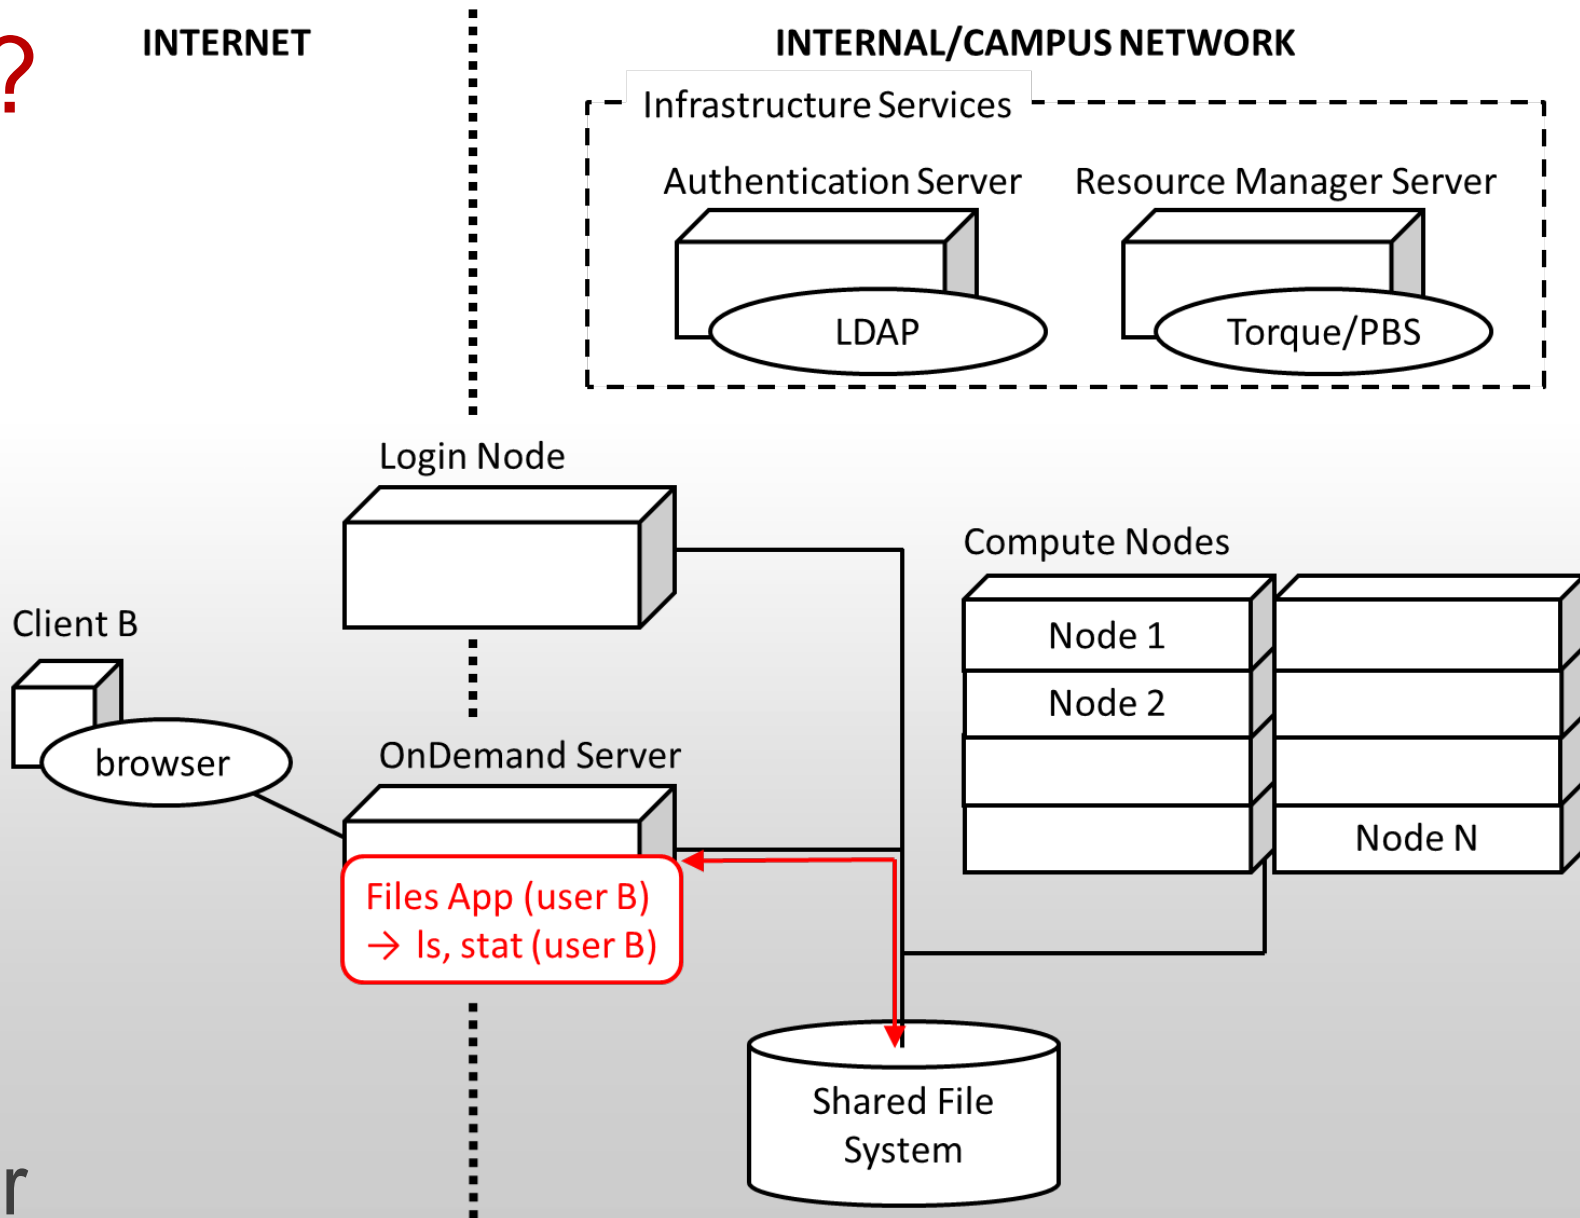 ?
INTERNET
INTERNAL/CAMPUS NETWORK
Infrastructure Services
Authentication Server
Resource Manager Server
LDAP
Torque/PBS
Login Node
Compute Nodes
Client B
Node 1
Node 2
browser
OnDemand Server
Node N
Files App (user B)
→ ls, stat (user B)
Shared File
System
r